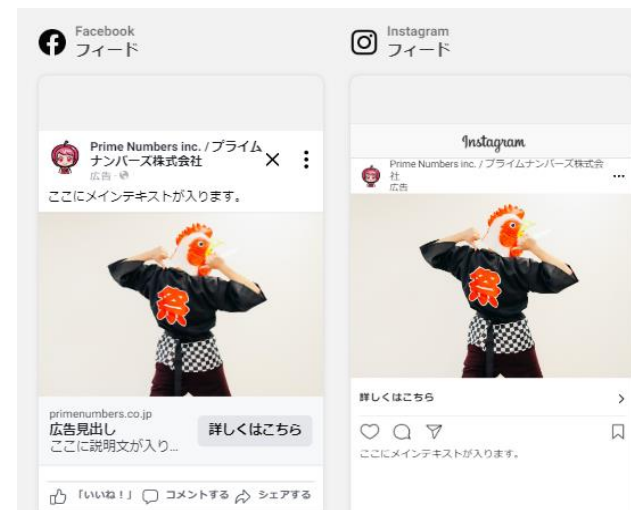 Facebook
フィード
Prime Numbers inc. / プライム
ナンバーズ株式会社
広告・
ここにメインテキストが入ります。
祭
primenumbers.co.jp
広告見出し
ここに説明文が入り...
詳しくはこちら
「いいね！」 コメントする シェアする
Instagram
フィード
Instagram
Prime Numbers inc. / プライムナンバーズ株式会
社
広告
祭
詳しくはこちら
ここにメインテキストが入ります。